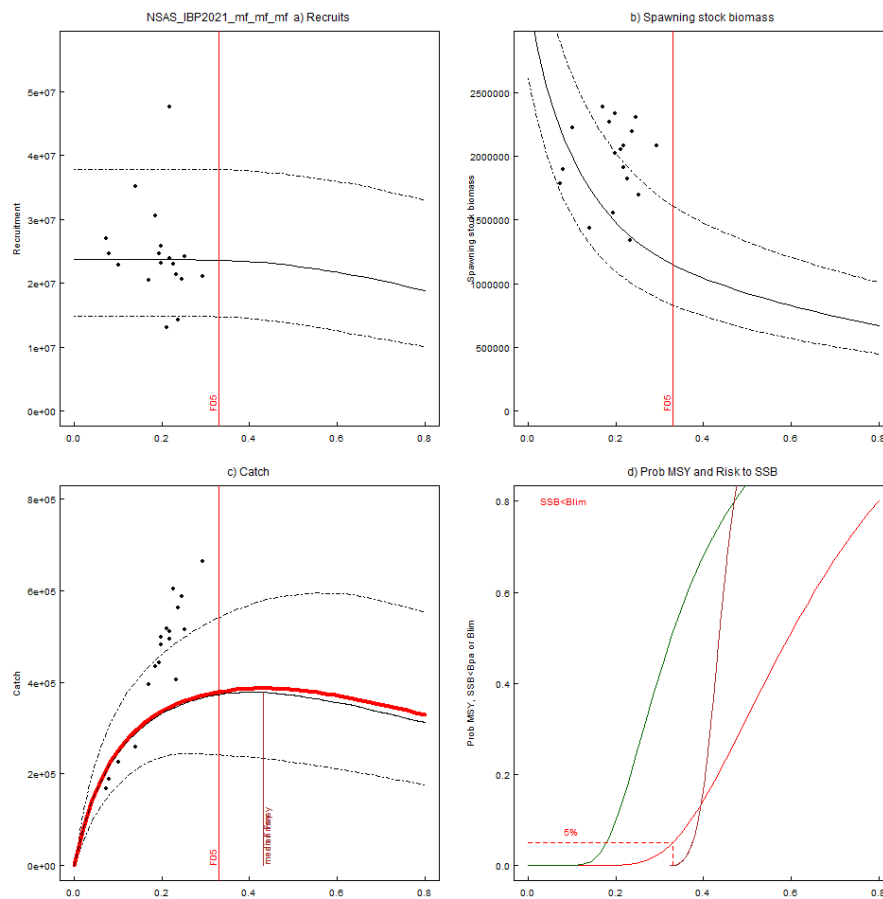 NSAS_IBP2021_mf_mf_mf a) Recruits
Recruitment
5e+07
4e+07
3e+07
2e+07
1e+07
0e+00
F05
0.0 0.2 0.4 0.6 0.8
b) Spawning stock biomass
Spawning stock biomass
2500000
2000000
1500000
1000000
500000
0
F05
0.0 0.2 0.4 0.6 0.8
c) Catch
Catch
8e+05
6e+05
4e+05
2e+05
0e+00
F05
0.0 0.2 0.4 0.6 0.8
d) Prob MSY and Risk to SSB
Prob MSY, SSB<Bpa or Blim
0.8
0.6
0.4
0.2
0.0
SSB<Blim
5%
0.0 0.2 0.4 0.6 0.8